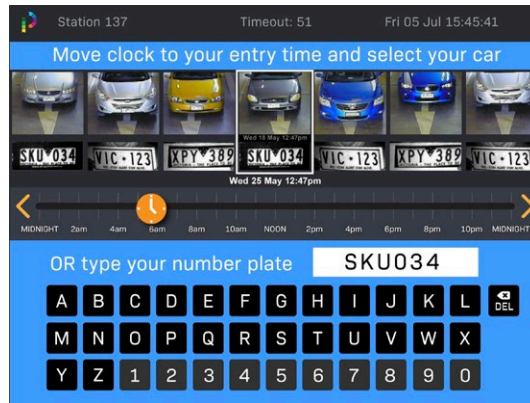 Station 137 Timeout: 51 Fri 05 Jul 15:45:41
Move clock to your entry time and select your car
Wed 18 May 12:47pm
SKU 034 VIC·123 XPY 389 SKU 034 VIC·123 XPY 389 VIC·123
Wed 25 May 12:47pm
MIDNIGHT 2am 4am 6am 8am 10am NOON 2pm 4pm 6pm 8pm 10pm MIDNIGHT
OR type your number plate SKU034
A B C D E F G H I J K L DEL
M N O P Q R S T U V W X
Y Z 1 2 3 4 5 6 7 8 9 0